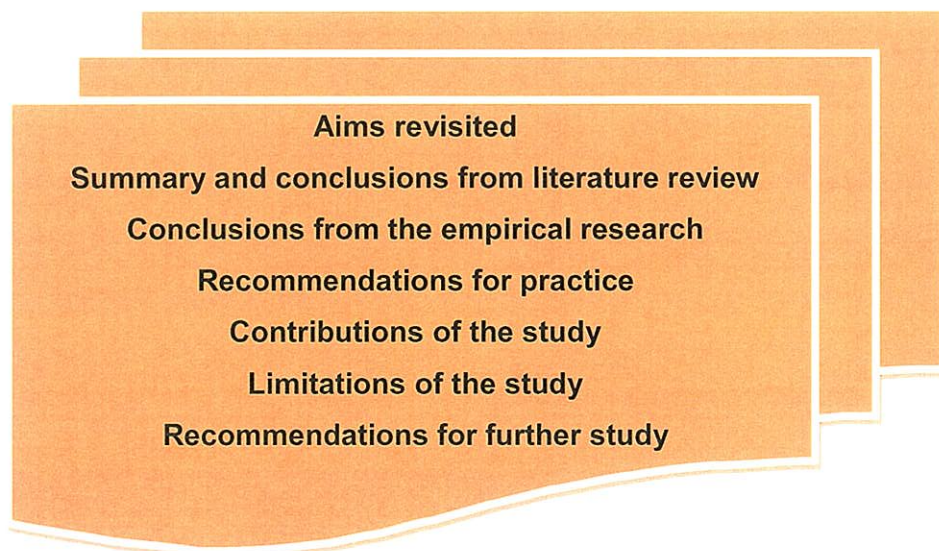 Aims revisited
Summary and conclusions from literature review
Conclusions from the empirical research
Recommendations for practice
Contributions of the study
Limitations of the study
Recommendations for further study